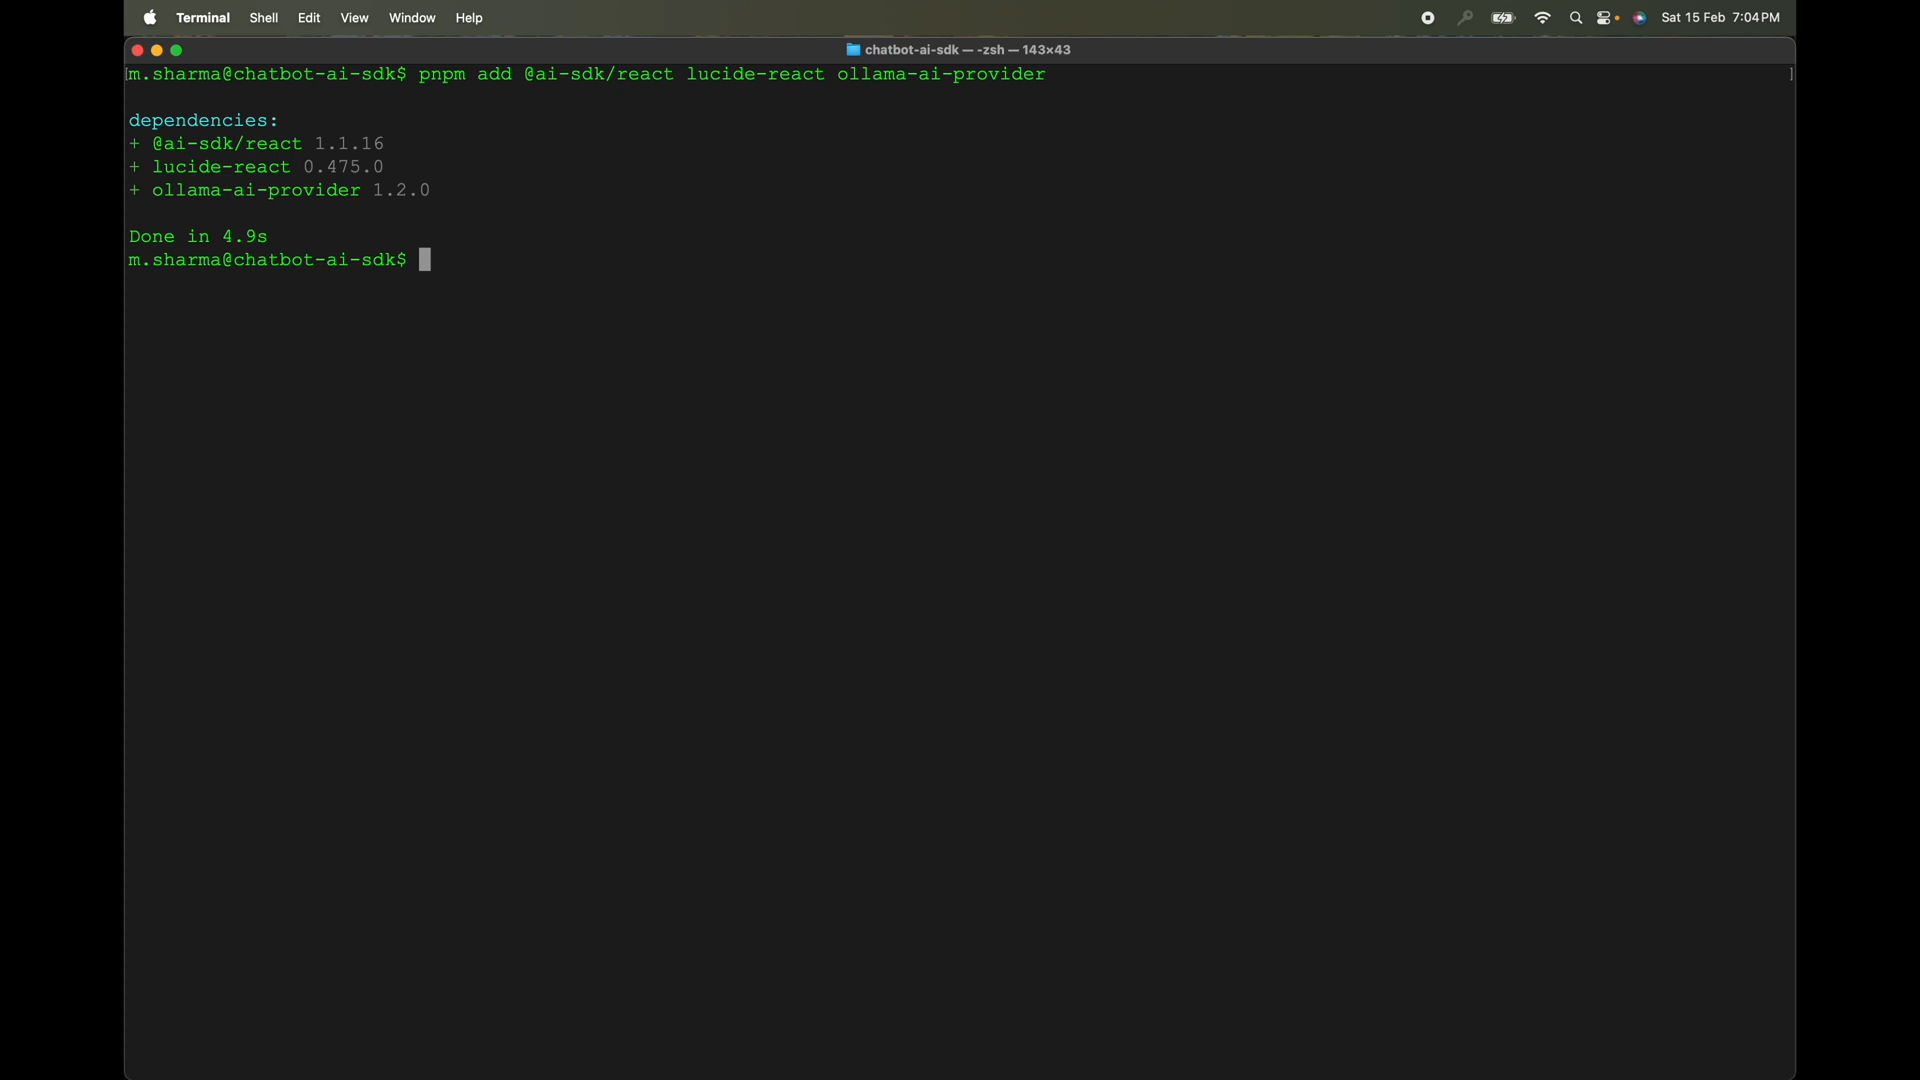 Terminal Shell Edit View Window Help Sat 15 Feb 7:04 PM
chatbot-ai-sdk — -zsh — 143×43
[m.sharma@chatbot-ai-sdk$ pnpm add @ai-sdk/react lucide-react ollama-ai-provider ]
dependencies:
+ @ai-sdk/react 1.1.16
+ lucide-react 0.475.0
+ ollama-ai-provider 1.2.0
Done in 4.9s
m.sharma@chatbot-ai-sdk$